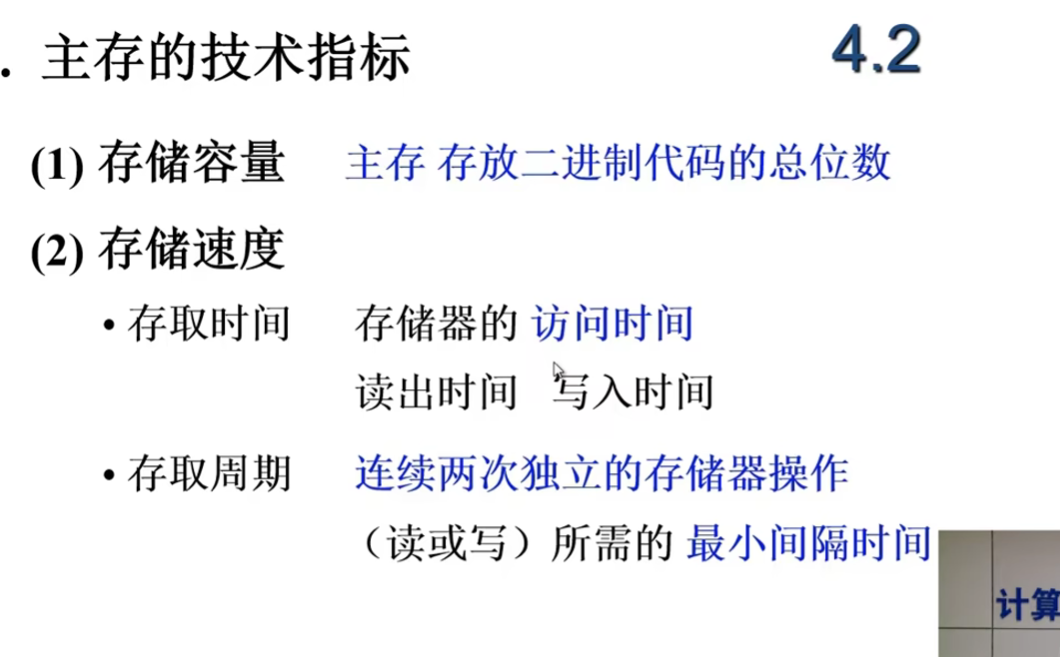 . 主存的技术指标 4.2
(1) 存储容量 主存 存放二进制代码的总位数
(2) 存储速度
• 存取时间 存储器的 访问时间
读出时间 写入时间
• 存取周期 连续两次独立的存储器操作
（读或写）所需的 最小间隔时间
计算